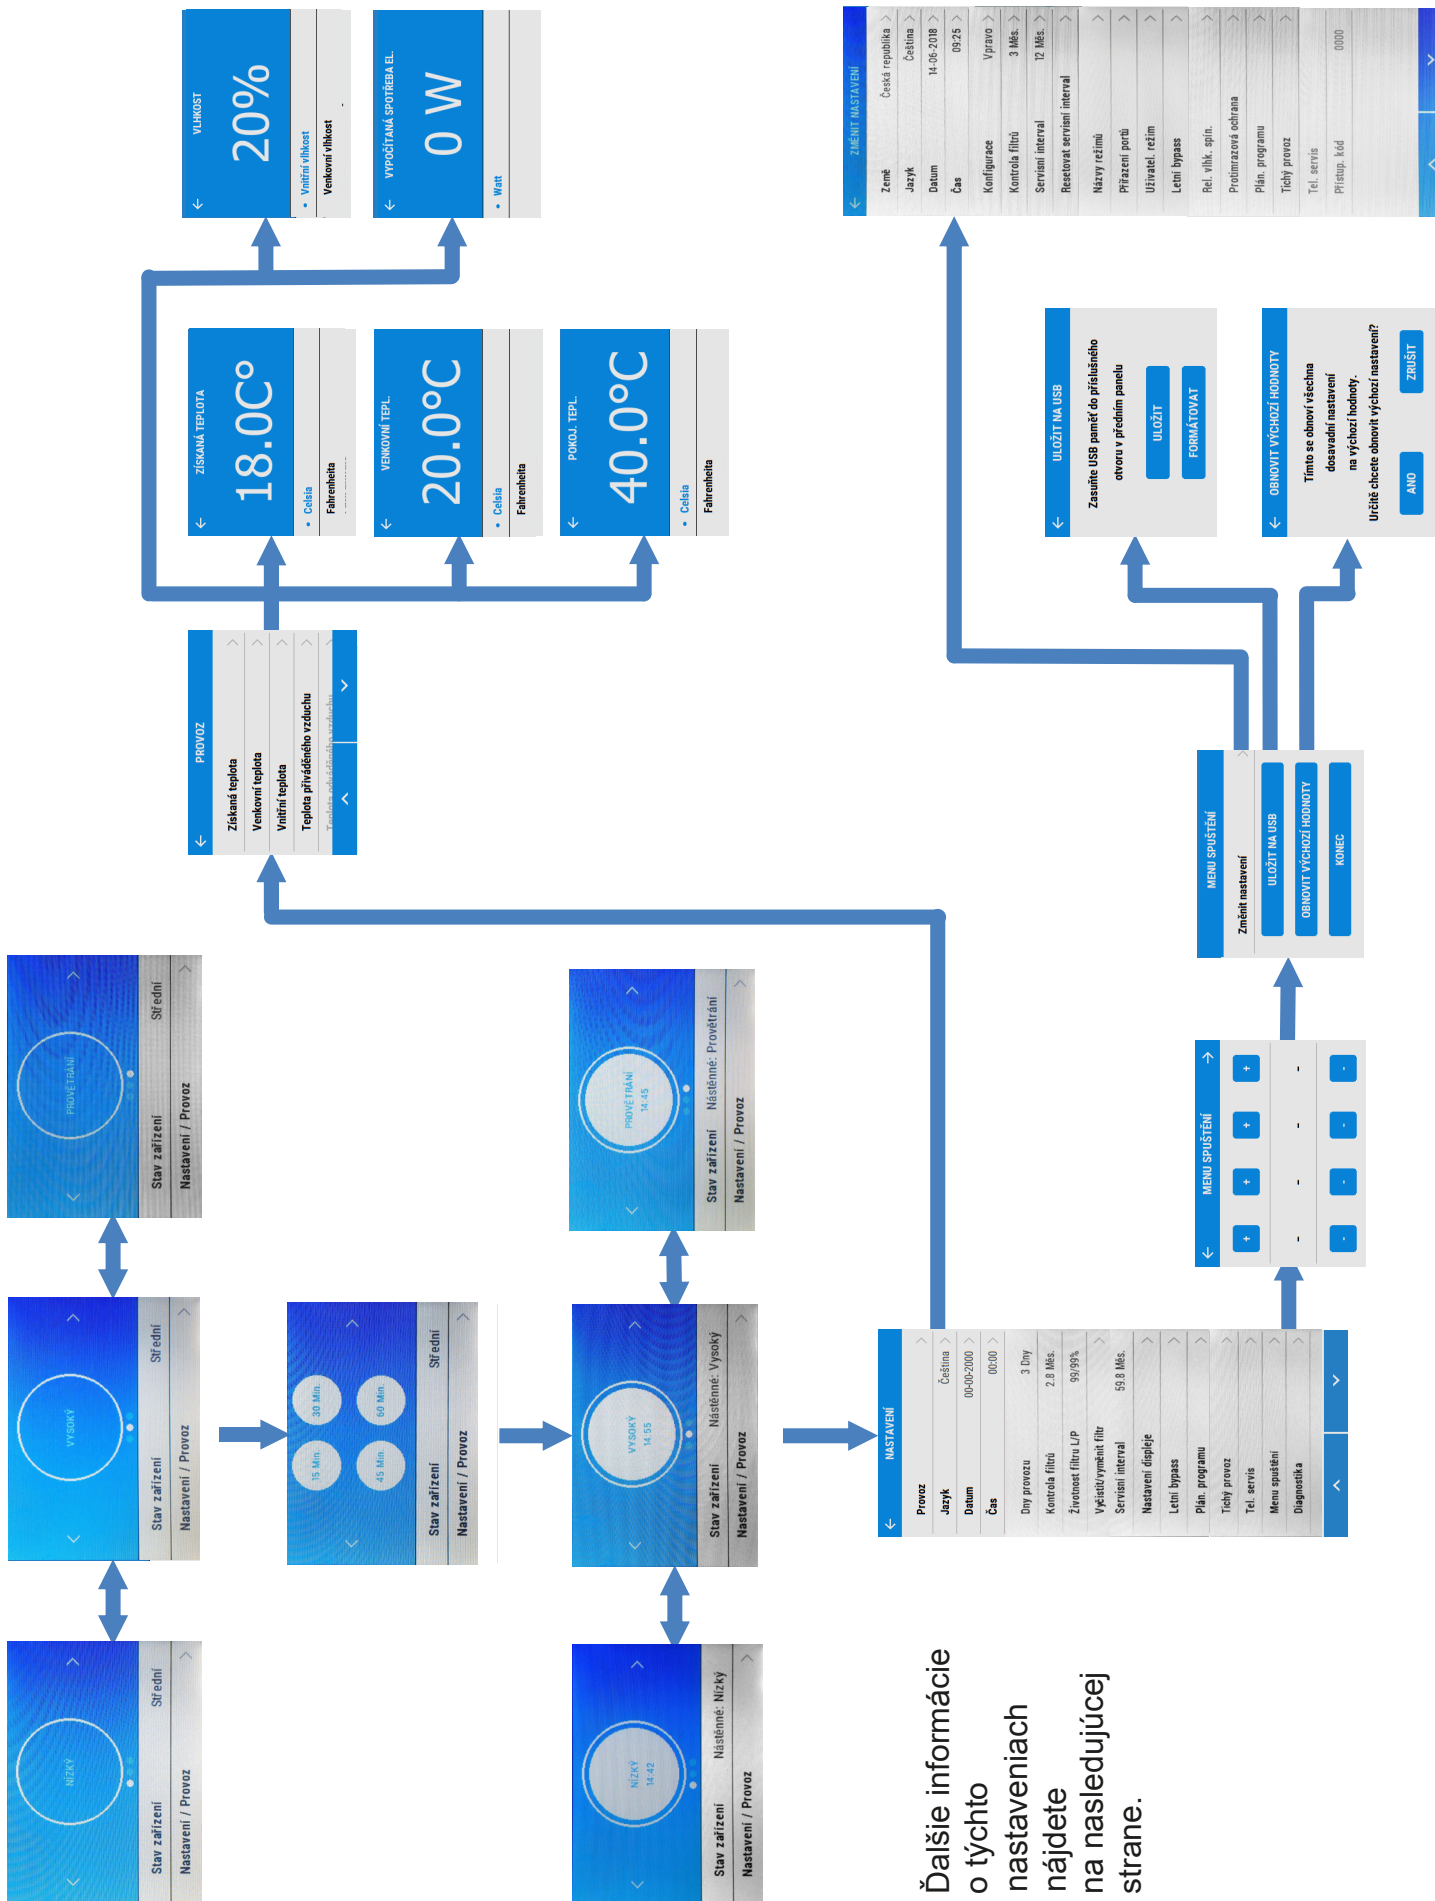 NÍZKÝ
Stav zařízení Střední
Nastavení / Provoz
VYSOKÝ
Stav zařízení Střední
Nastavení / Provoz
PROVĚTRÁNÍ
Stav zařízení Střední
Nastavení / Provoz
15 Min. 30 Min.
45 Min. 60 Min.
Stav zařízení Střední
Nastavení / Provoz
NÍZKÝ
14:42
Stav zařízení Nástěnné: Nízký
Nastavení / Provoz
VYSOKÝ
14:55
Stav zařízení Nástěnné: Vysoký
Nastavení / Provoz
PROVĚTRÁNÍ
14:45
Stav zařízení Nástěnné: Provětrání
Nastavení / Provoz
PROVOZ
Získaná teplota
Venkovní teplota
Vnitřní teplota
Teplota přiváděného vzduchu
Teplota odváděného vzduchu
ZÍSKANÁ TEPLOTA
18.0C°
• Celsia
Fahrenheita
VENKOVNÍ TEPL.
20.0°C
• Celsia
Fahrenheita
POKOJ. TEPL.
40.0°C
• Celsia
Fahrenheita
VLHKOST
20%
• Vnitřní vlhkost
Venkovní vlhkost
VYPOČÍTANÁ SPOTŘEBA EL.
0 W
• Watt
NASTAVENÍ
Provoz
Jazyk Čeština
Datum 00-00-2000
Čas 00:00
Dny provozu 3 Dny
Kontrola filtrů 2.8 Měs.
Životnost filtru L/P 99/99%
Vyčistit/vyměnit filtr
Servisní interval 59.8 Měs.
Nastavení displeje
Letní bypass
Plán. programu
Tichý provoz
Tel. servis
Menu spuštění
Diagnostika
MENU SPUŠTĚNÍ
+ + + +
- - - -
- - - -
MENU SPUŠTĚNÍ
Změnit nastavení
ULOŽIT NA USB
OBNOVIT VÝCHOZÍ HODNOTY
KONEC
ULOŽIT NA USB
Zasuňte USB paměť do příslušného
otvoru v předním panelu
ULOŽIT
FORMÁTOVAT
OBNOVIT VÝCHOZÍ HODNOTY
Tímto se obnoví všechna
dosavadní nastavení
na výchozí hodnoty.
Určitě chcete obnovit výchozí nastavení?
ANO ZRUŠIT
ZMĚNIT NASTAVENÍ
Země Česká republika
Jazyk Čeština
Datum 14-06-2018
Čas 09:25
Konfigurace Vpravo
Kontrola filtrů 3 Měs.
Servisní interval 12 Měs.
Resetovat servisní interval
Názvy režimů
Přiřazení portů
Uživatel. režim
Letní bypass
Rel. vlhk. spín.
Protimrazová ochrana
Plán. programu
Tichý provoz
Tel. servis
Přístup. kód 0000
Ďalšie informácie
o týchto
nastaveniach
nájdete
na nasledujúcej
strane.